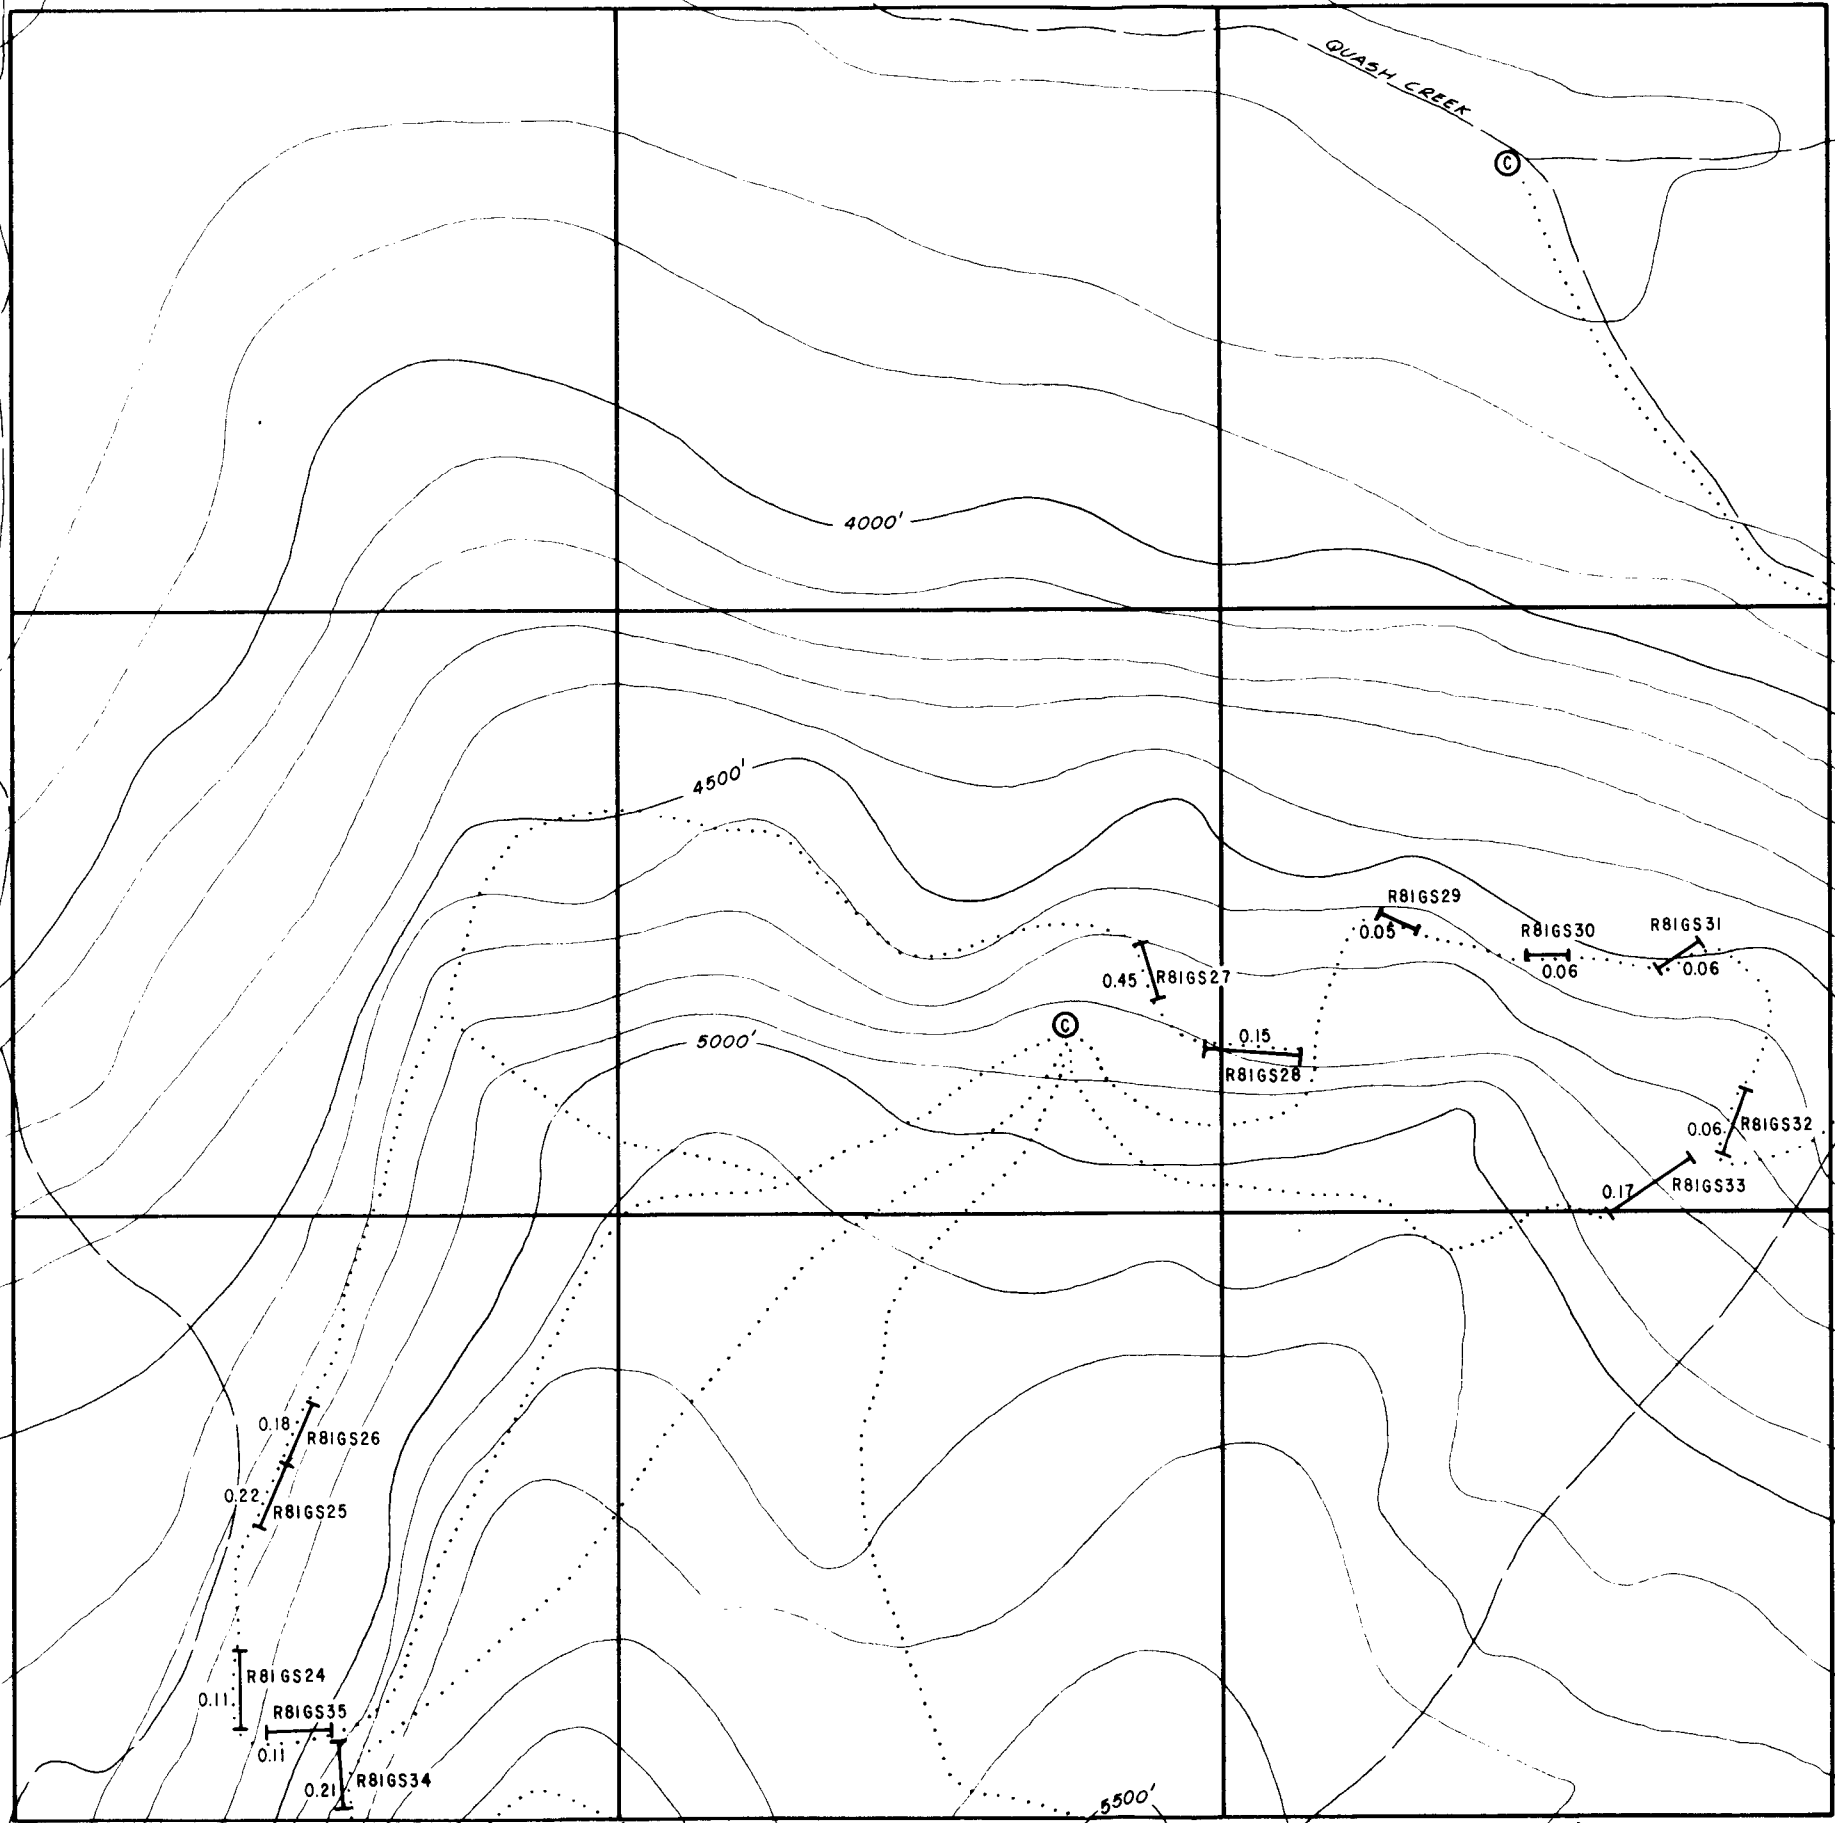 QUASH CREEK
C
4000'
4500'
R81GS29
0.05
R81GS30
0.06
R81GS31
0.06
0.45
R81GS27
C
5000'
0.15
R81GS28
0.06
R81GS32
0.17
R81GS33
0.18
R81GS26
0.22
R81GS25
R81GS24
0.11
R81GS35
0.11
R81GS34
0.21
5500'